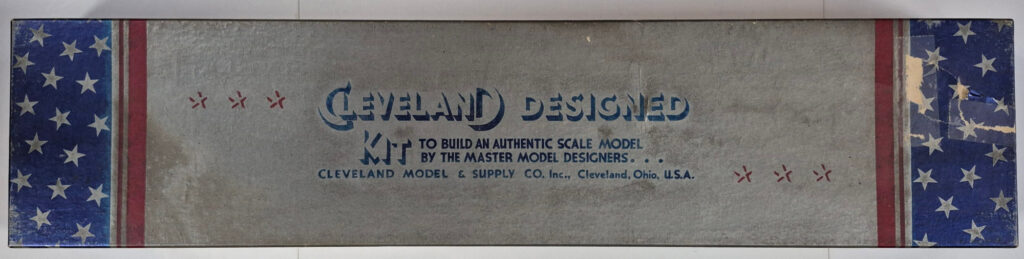 CLEVELAND DESIGNED
KIT TO BUILD AN AUTHENTIC SCALE MODEL
BY THE MASTER MODEL DESIGNERS...
CLEVELAND MODEL & SUPPLY CO. Inc., Cleveland, Ohio, U.S.A.